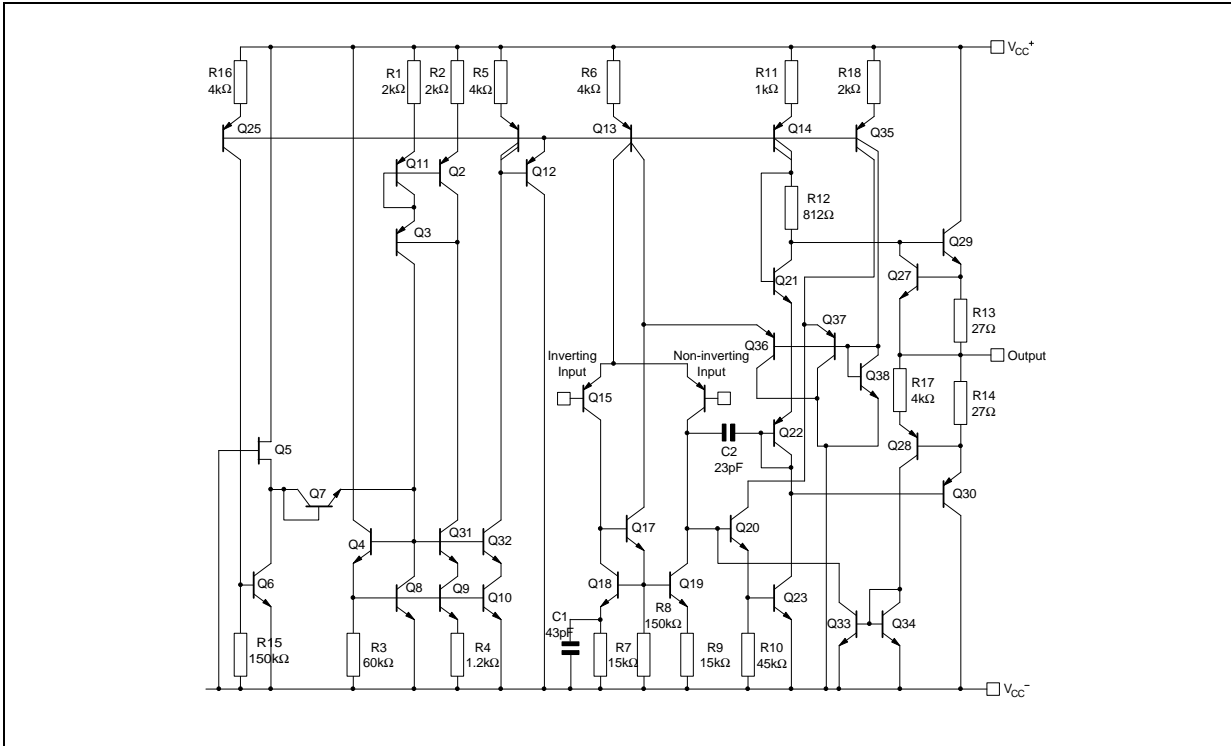 V_CC+
R16
4kΩ
R1
2kΩ
R2
2kΩ
R5
4kΩ
R6
4kΩ
R11
1kΩ
R18
2kΩ
Q25
Q13
Q14
Q35
Q11
Q2
Q12
R12
812Ω
Q3
Q29
Q27
Q21
R13
27Ω
Q37
Q36
Inverting
Input
Non-inverting
Input
Output
Q38
R17
4kΩ
R14
27Ω
Q15
Q22
C2
23pF
Q28
Q5
Q7
Q30
Q4
Q31
Q32
Q17
Q20
Q6
Q8
Q9
Q10
Q18
Q19
Q23
C1
43pF
R8
150kΩ
Q33
Q34
R15
150kΩ
R3
60kΩ
R4
1.2kΩ
R7
15kΩ
R9
15kΩ
R10
45kΩ
V_CC−